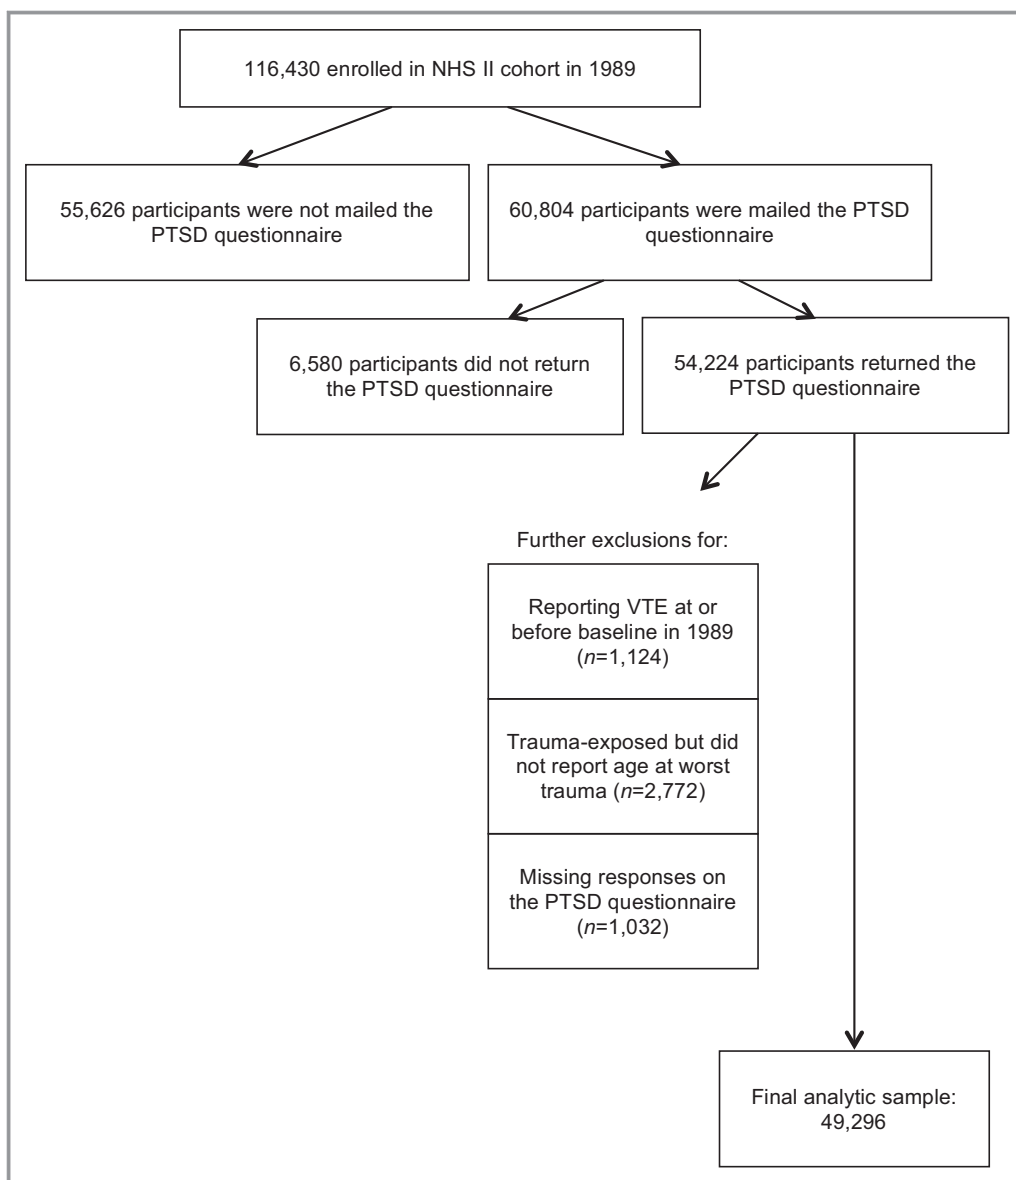 116,430 enrolled in NHS II cohort in 1989
55,626 participants were not mailed the
PTSD questionnaire
60,804 participants were mailed the PTSD
questionnaire
6,580 participants did not return
the PTSD questionnaire
54,224 participants returned the
PTSD questionnaire
Further exclusions for:
Reporting VTE at or
before baseline in 1989
(n=1,124)
Trauma-exposed but did
not report age at worst
trauma (n=2,772)
Missing responses on
the PTSD questionnaire
(n=1,032)
Final analytic sample:
49,296